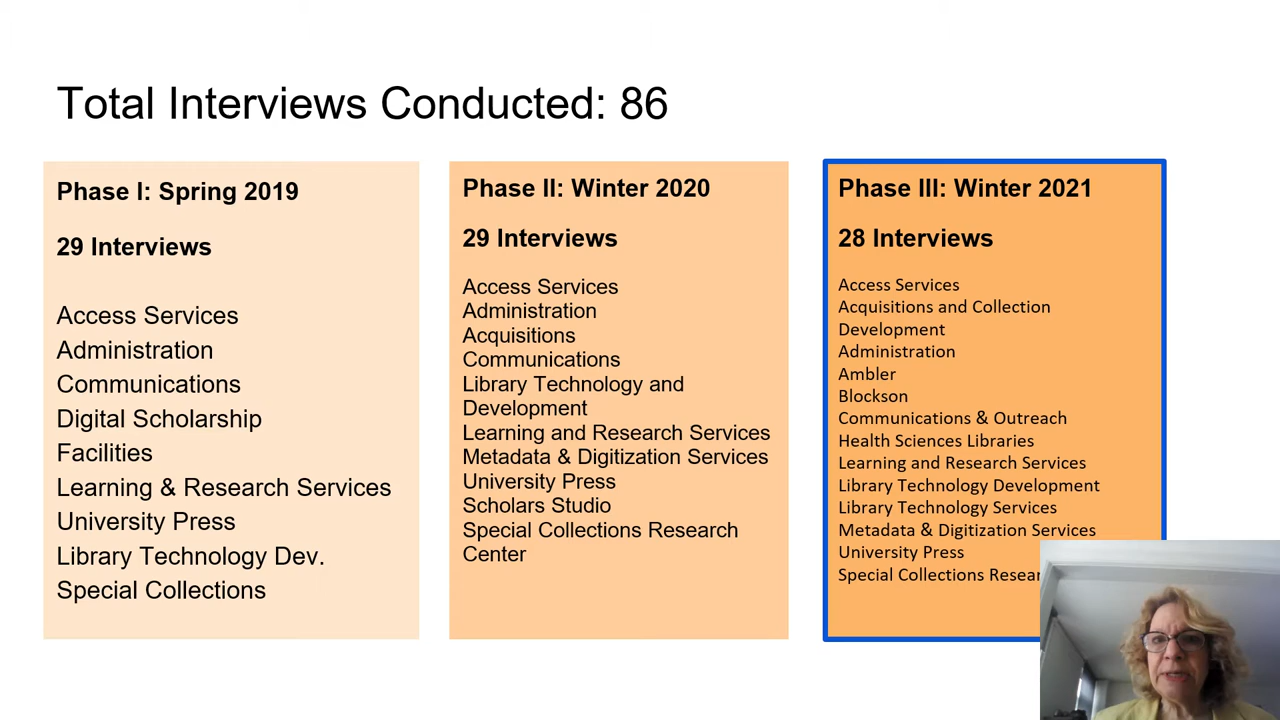 Total Interviews Conducted: 86
Phase I: Spring 2019
29 Interviews
Access Services
Administration
Communications
Digital Scholarship
Facilities
Learning & Research Services
University Press
Library Technology Dev.
Special Collections
Phase II: Winter 2020
29 Interviews
Access Services
Administration
Acquisitions
Communications
Library Technology and
Development
Learning and Research Services
Metadata & Digitization Services
University Press
Scholars Studio
Special Collections Research
Center
Phase III: Winter 2021
28 Interviews
Access Services
Acquisitions and Collection
Development
Administration
Ambler
Blockson
Communications & Outreach
Health Sciences Libraries
Learning and Research Services
Library Technology Development
Library Technology Services
Metadata & Digitization Services
University Press
Special Collections